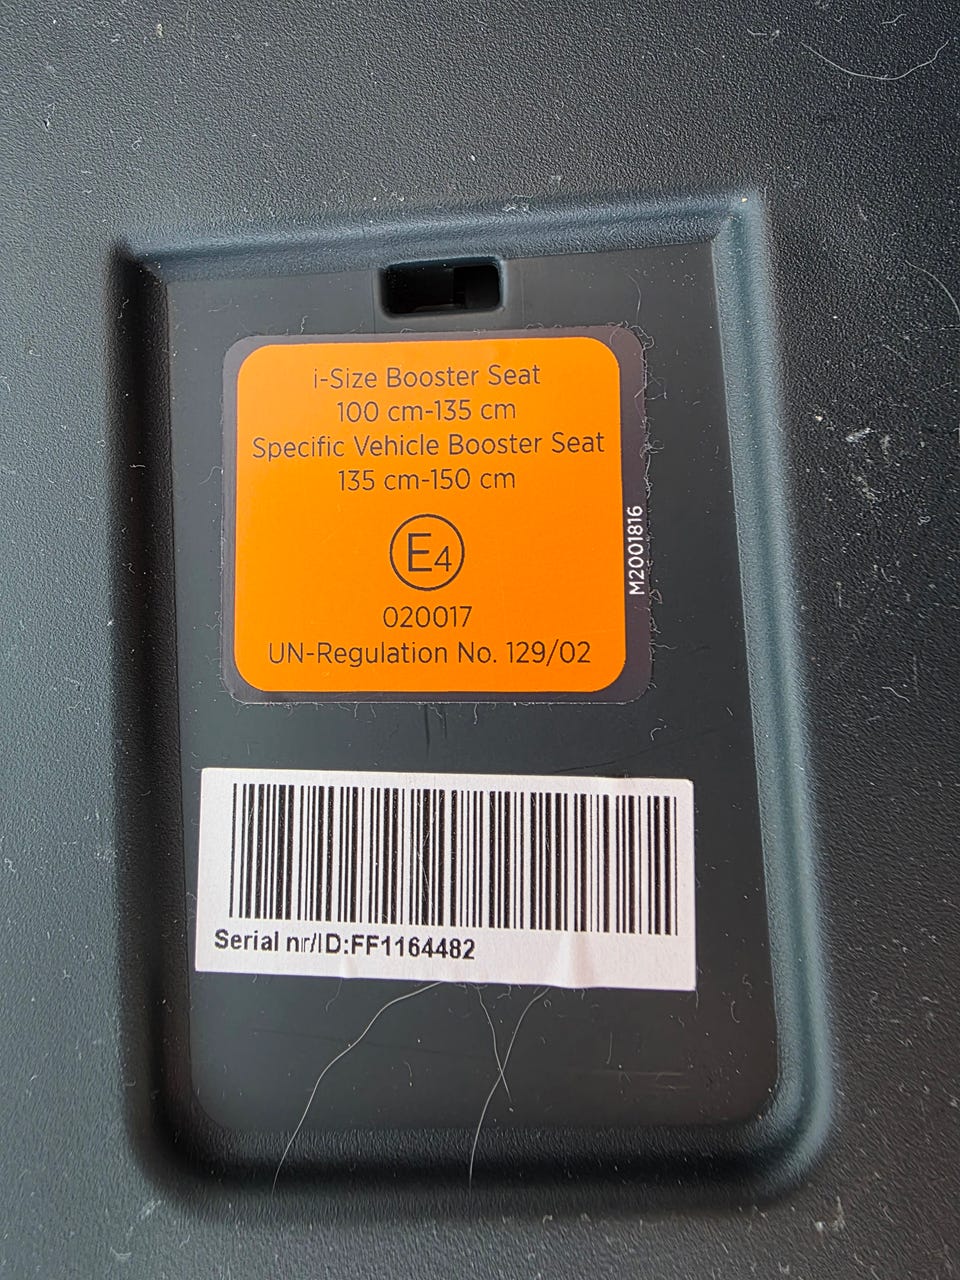 i-Size Booster Seat
100 cm-135 cm
Specific Vehicle Booster Seat
135 cm-150 cm
E4
020017
UN-Regulation No. 129/02
M2001816
Serial nr/ID:FF1164482